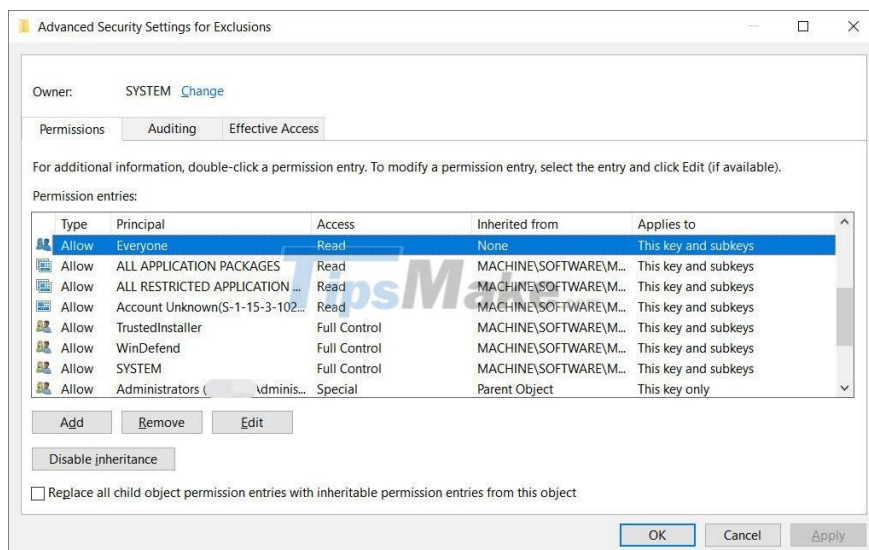 Advanced Security Settings for Exclusions
Owner: SYSTEM Change
Permissions Auditing Effective Access
For additional information, double-click a permission entry. To modify a permission entry, select the entry and click Edit (if available).
Permission entries:
Type Principal Access Inherited from Applies to
Allow Everyone Read None This key and subkeys
Allow ALL APPLICATION PACKAGES Read MACHINE\SOFTWARE\M... This key and subkeys
Allow ALL RESTRICTED APPLICATION ... Read MACHINE\SOFTWARE\M... This key and subkeys
Allow Account Unknown(S-1-15-3-102... Read MACHINE\SOFTWARE\M... This key and subkeys
TipsMake
Allow TrustedInstaller Full Control MACHINE\SOFTWARE\M... This key and subkeys
Allow WinDefend Full Control MACHINE\SOFTWARE\M... This key and subkeys
Allow SYSTEM Full Control MACHINE\SOFTWARE\M... This key and subkeys
Allow Administrators ( \Adminis... Special Parent Object This key only
Add Remove Edit
Disable inheritance
Replace all child object permission entries with inheritable permission entries from this object
OK Cancel Apply